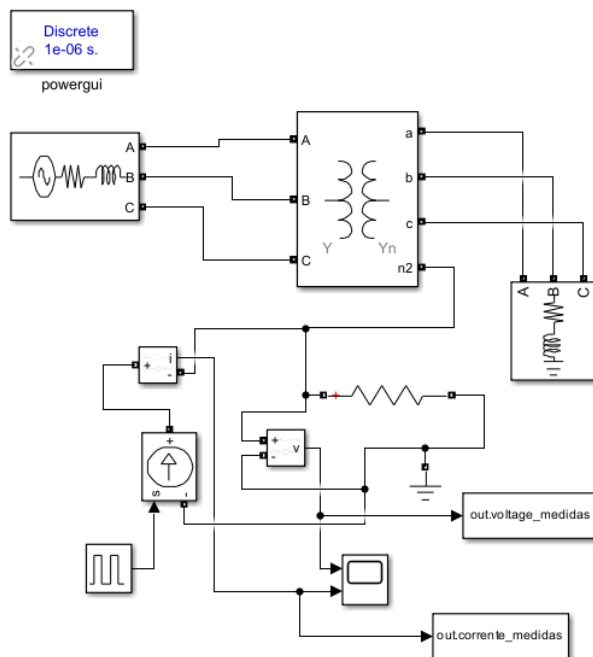 Discrete
1e-06 s.
powergui
A
B
C
A
B
C
Y
Yn
a
b
c
n2
A
B
C
+
i
-
+
+
-
v
+
s
-
out.voltage_medidas
out.corrente_medidas